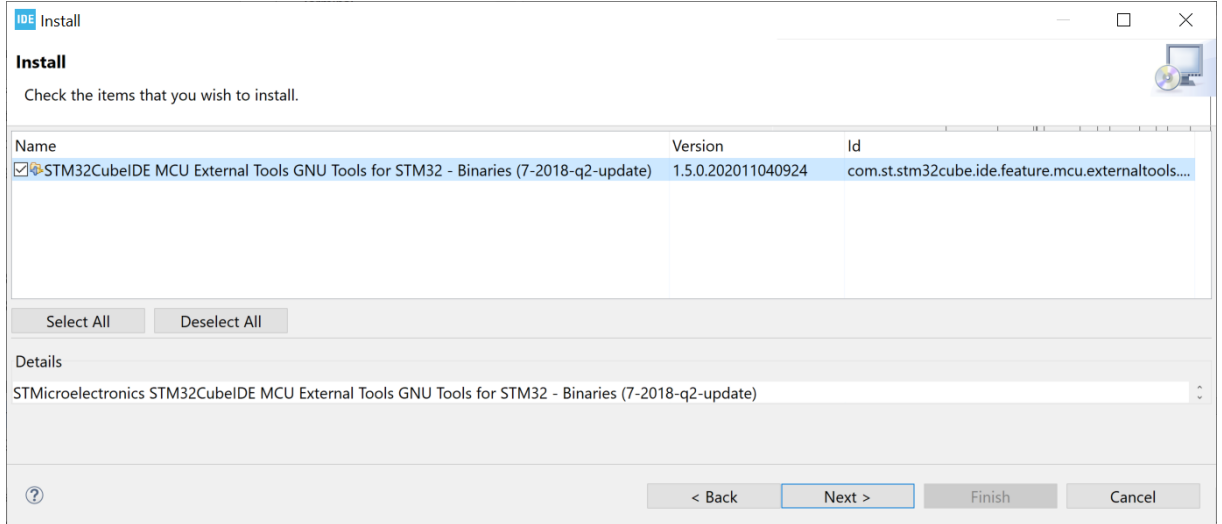 IDE Install
Install
Check the items that you wish to install.
Name Version Id
STM32CubeIDE MCU External Tools GNU Tools for STM32 - Binaries (7-2018-q2-update) 1.5.0.202011040924 com.st.stm32cube.ide.feature.mcu.externaltools....
Select All Deselect All
Details
STMicroelectronics STM32CubeIDE MCU External Tools GNU Tools for STM32 - Binaries (7-2018-q2-update)
? < Back Next > Finish Cancel